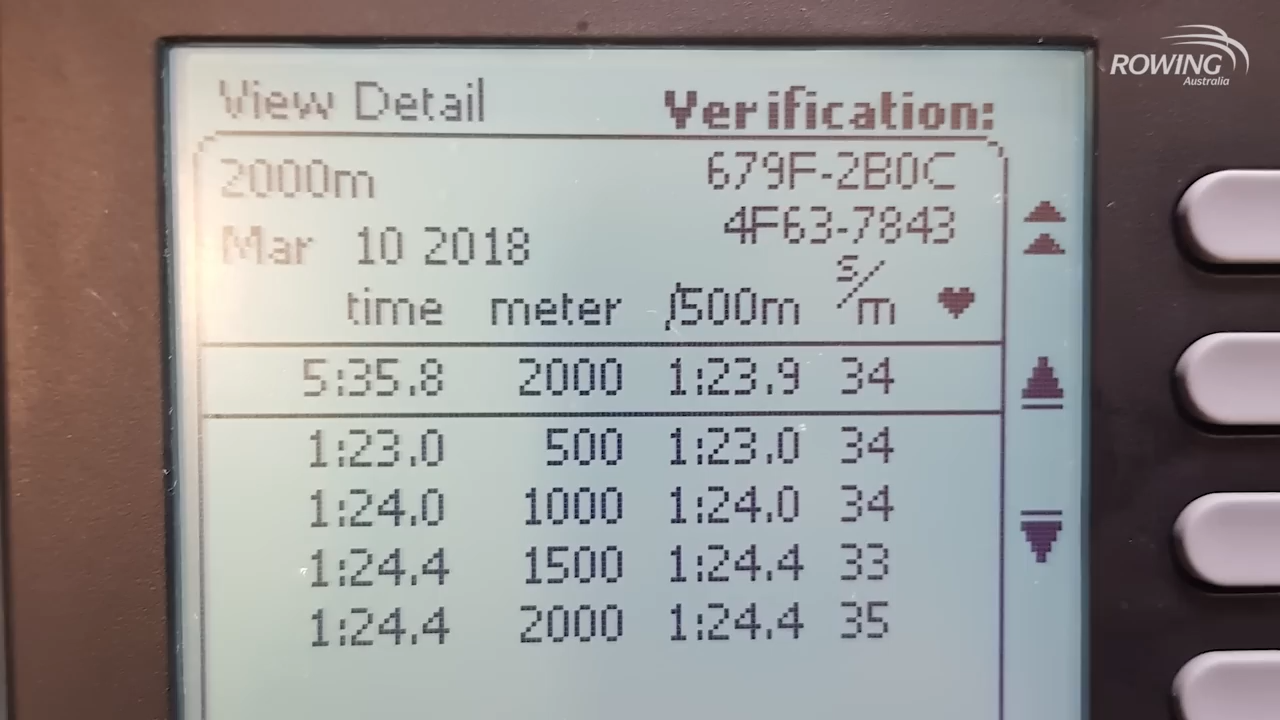 ROWING
Australia
View Detail Verification:
2000m 679F-2B0C
4F63-7843
Mar 10 2018
time meter /500m s/m
5:35.8 2000 1:23.9 34
1:23.0 500 1:23.0 34
1:24.0 1000 1:24.0 34
1:24.4 1500 1:24.4 33
1:24.4 2000 1:24.4 35